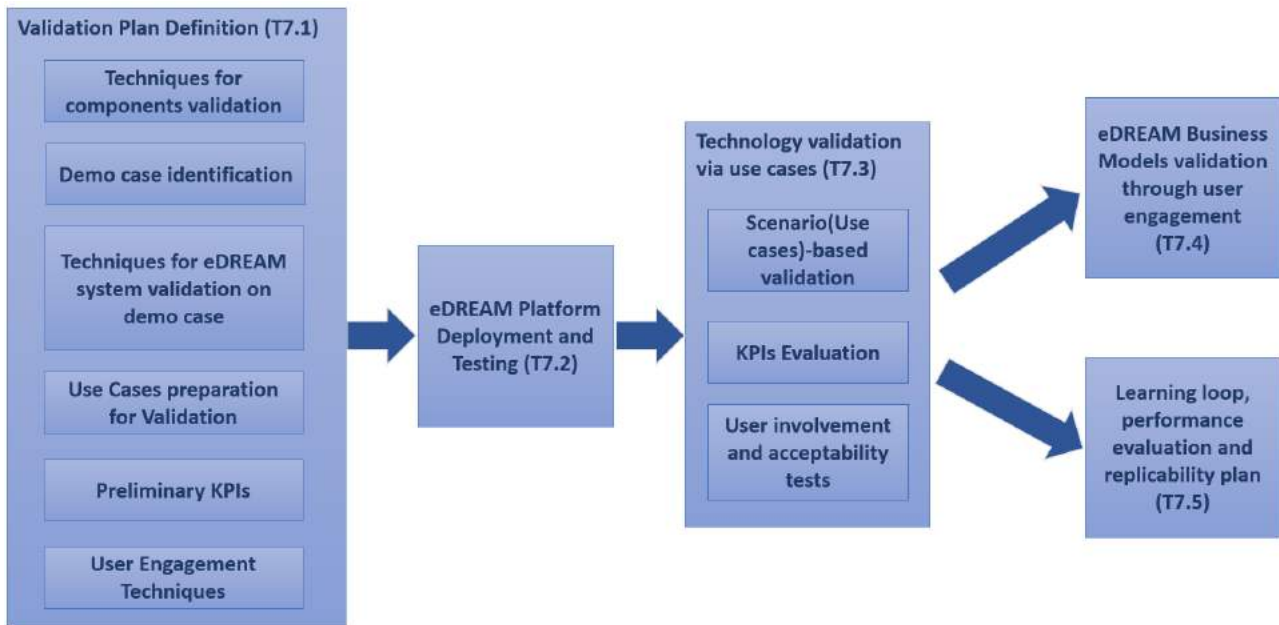 Validation Plan Definition (T7.1)
Techniques for
components validation
Demo case identification
Techniques for eDREAM
system validation on
demo case
Use Cases preparation
for Validation
Preliminary KPIs
User Engagement
Techniques
eDREAM Platform
Deployment and
Testing (T7.2)
Technology validation
via use cases (T7.3)
Scenario(Use
cases)-based
validation
KPIs Evaluation
User involvement
and acceptability
tests
eDREAM Business
Models validation
through user
engagement
(T7.4)
Learning loop,
performance
evaluation and
replicability plan
(T7.5)